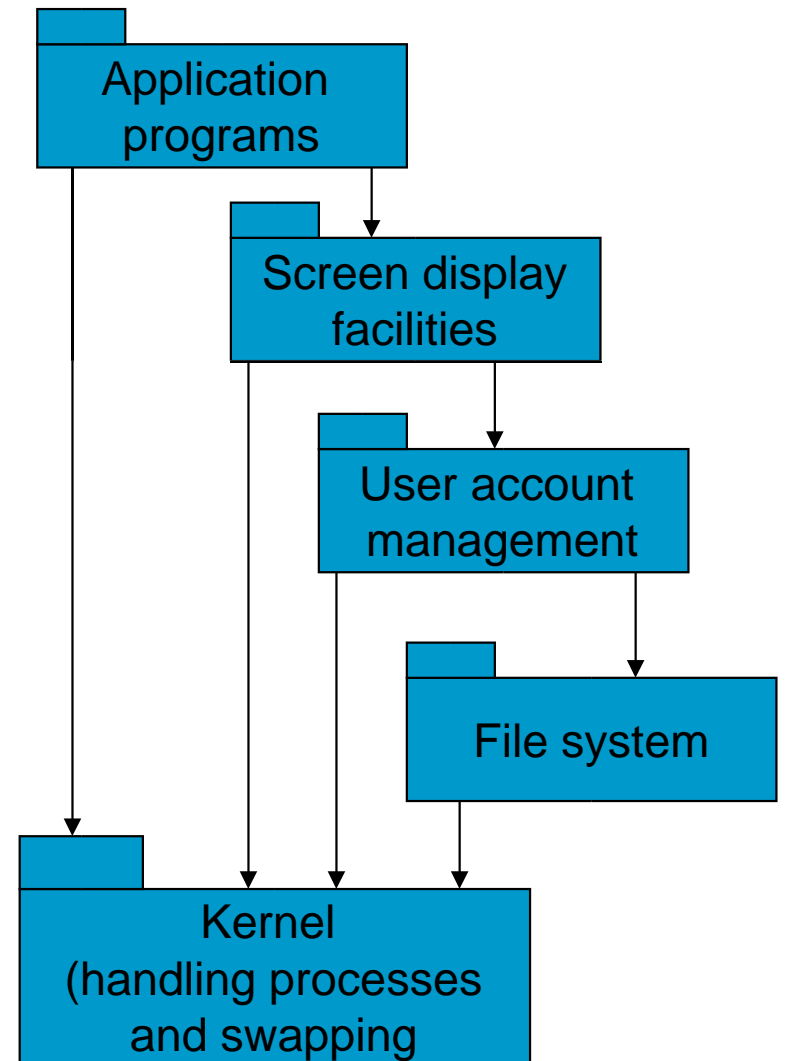 Application
programs
Screen display
facilities
User account
management
File system
Kernel
(handling processes
and swapping